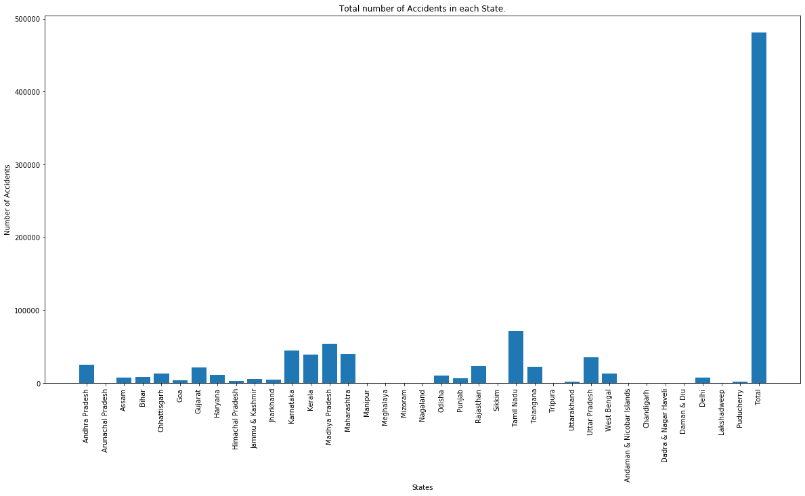 Total number of Accidents in each State.
500000
400000
300000
200000
100000
0
Number of Accidents
Andhra Pradesh
Arunachal Pradesh
Assam
Bihar
Chhattisgarh
Goa
Gujarat
Haryana
Himachal Pradesh
Jammu & Kashmir
Jharkhand
Karnataka
Kerala
Madhya Pradesh
Maharashtra
Manipur
Meghalaya
Mizoram
Nagaland
Odisha
Punjab
Rajasthan
Sikkim
Tamil Nadu
Telangana
Tripura
Uttarakhand
Uttar Pradesh
West Bengal
Andaman & Nicobar Islands
Chandigarh
Dadra & Nagar Haveli
Daman & Diu
Delhi
Lakshadweep
Puducherry
Total
States